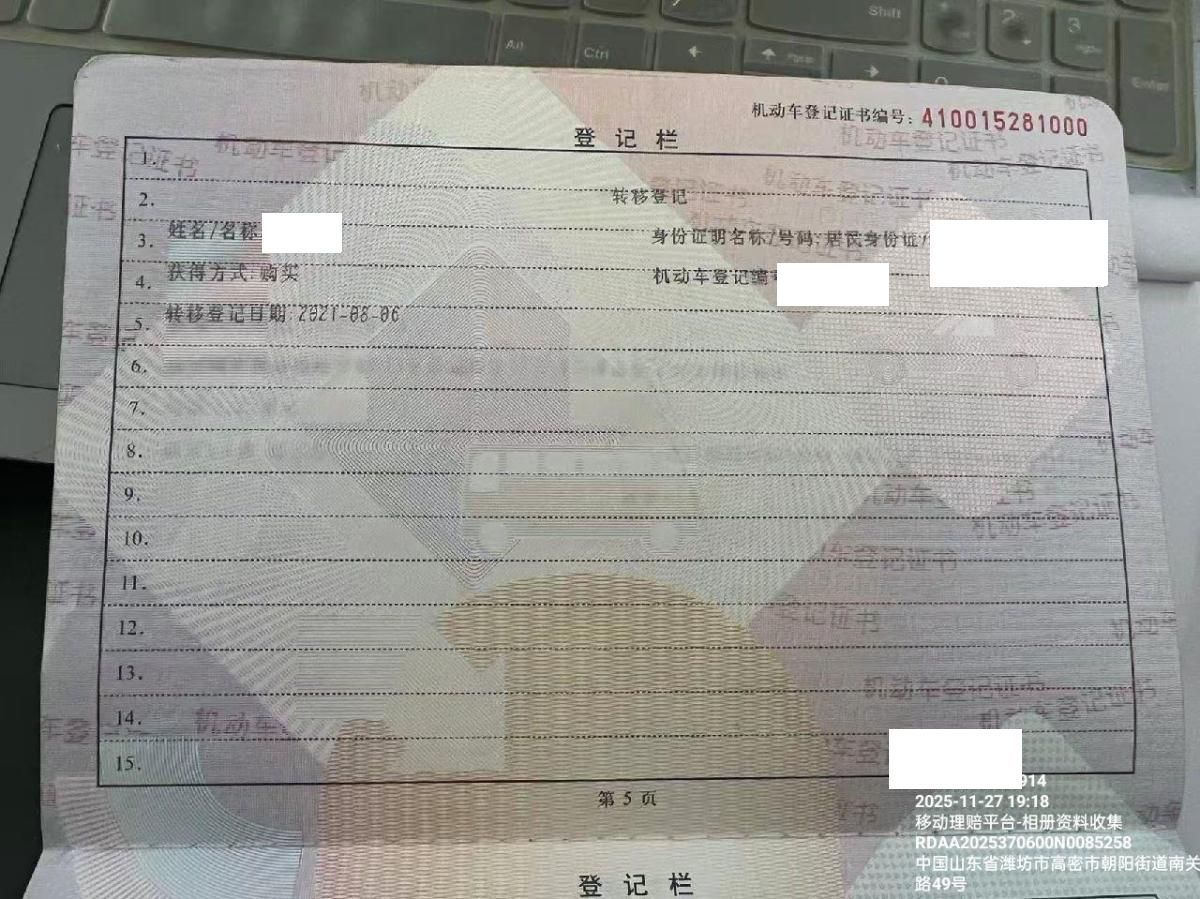 Shift
Alt
Ctrl
2
3
Enter
机动车登记证书编号：410015281000
登 记 栏
1.
2. 转移登记
3. 姓名/名称 身份证明名称/号码:居民身份证/
4. 获得方式:购买 机动车登记编号
5. 转移登记日期:2021-08-06
6.
7.
8.
9.
10.
11.
12.
13.
14.
15.
第 5 页
914
2025-11-27 19:18
移动理赔平台-相册资料收集
RDAA2025370600N0085258
中国山东省潍坊市高密市朝阳街道南关
路49号
登 记 栏